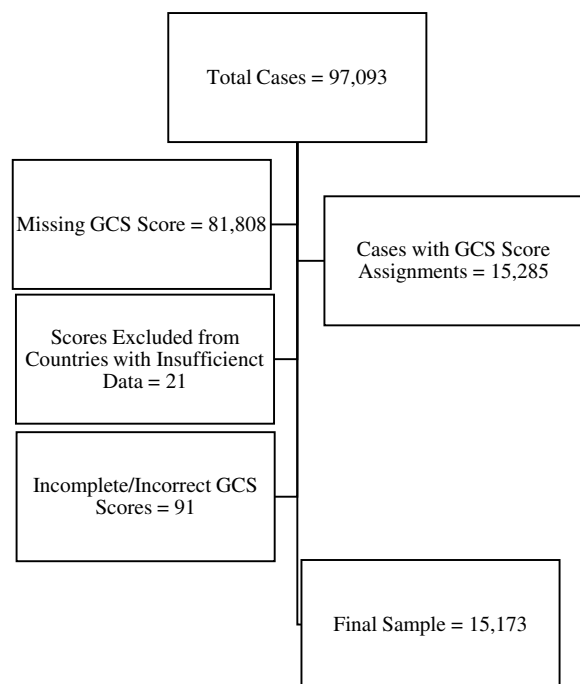 Total Cases = 97,093
Missing GCS Score = 81,808
Cases with GCS Score
Assignments = 15,285
Scores Excluded from
Countries with Insufficienct
Data = 21
Incomplete/Incorrect GCS
Scores = 91
Final Sample = 15,173